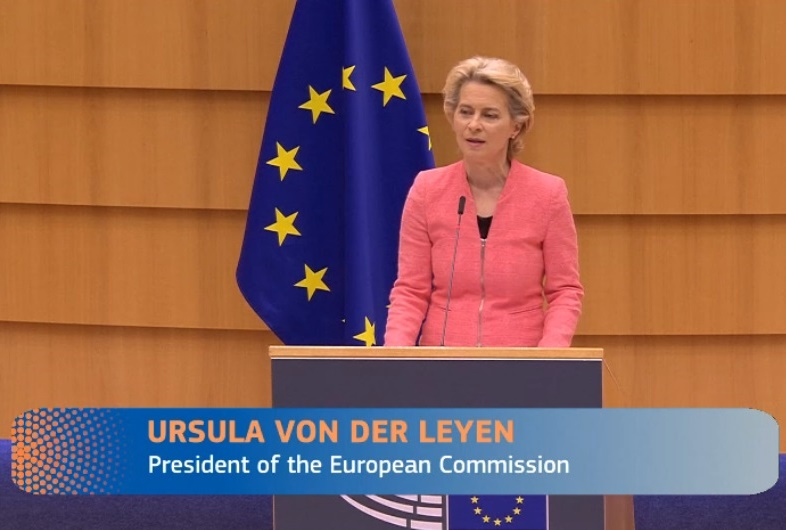 URSULA VON DER LEYEN
President of the European Commission